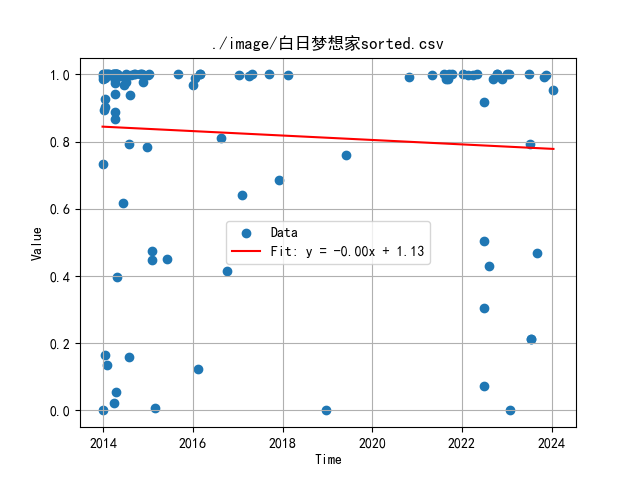 ./image/白日梦想家sorted.csv
1.0
0.8
0.6
0.4
0.2
0.0
Value
Data
Fit: y = -0.00x + 1.13
2014 2016 2018 2020 2022 2024
Time